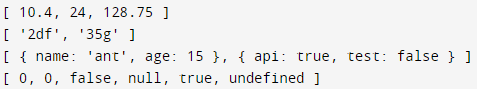 [ 10.4, 24, 128.75 ]
[ '2df', '35g' ]
[ { name: 'ant', age: 15 }, { api: true, test: false } ]
[ 0, 0, false, null, true, undefined ]